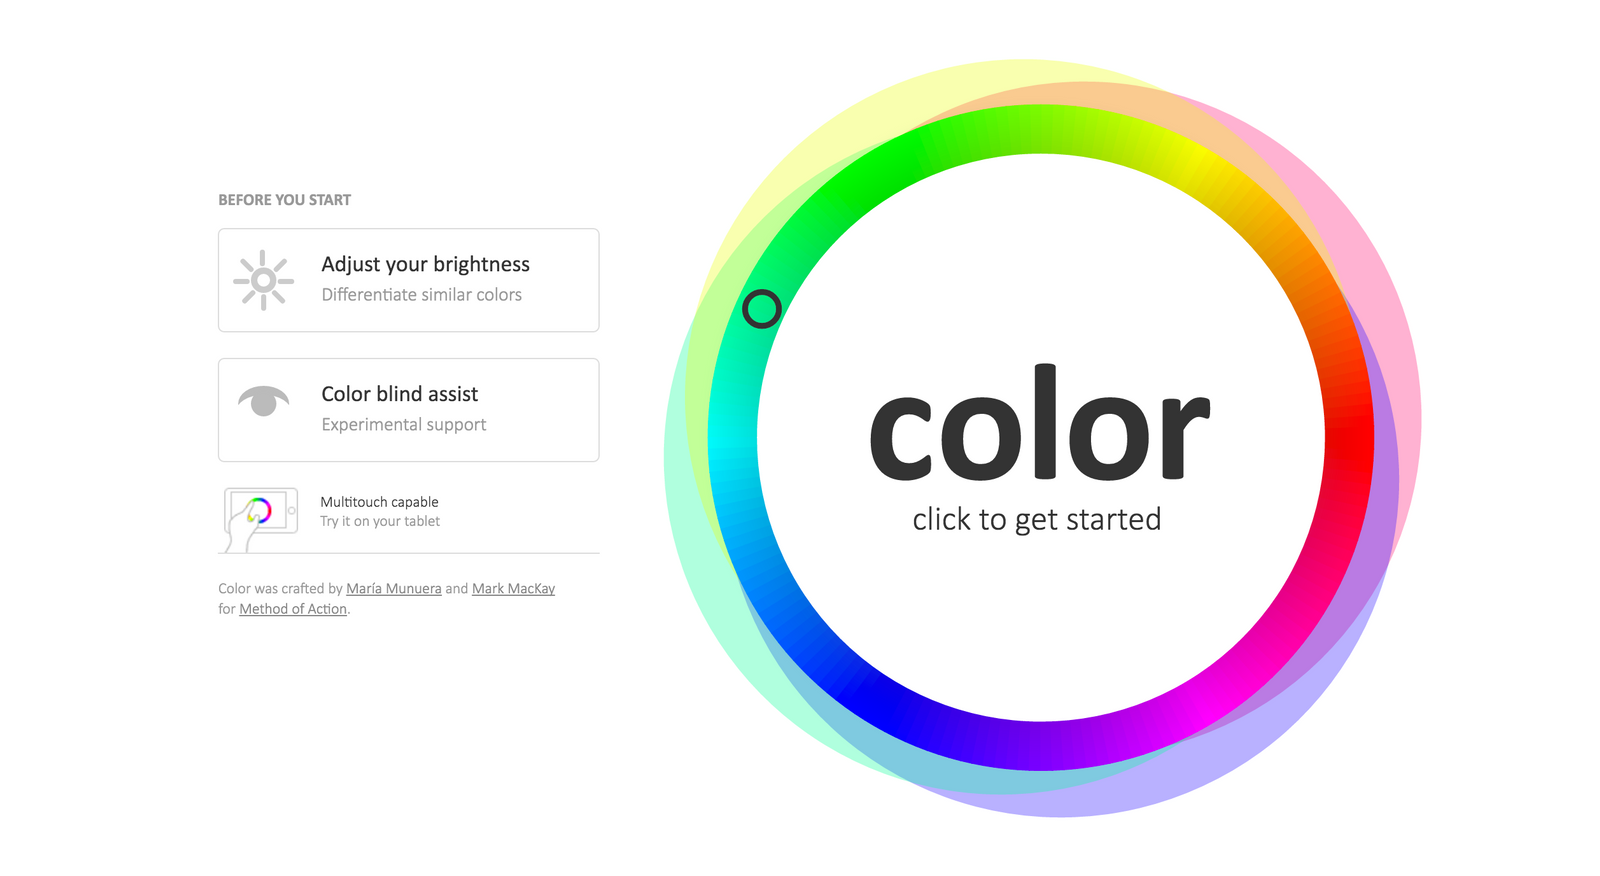 BEFORE YOU START
Adjust your brightness
Differentiate similar colors
Color blind assist
Experimental support
Multitouch capable
Try it on your tablet
Color was crafted by María Munuera and Mark MacKay
for Method of Action.
color
click to get started